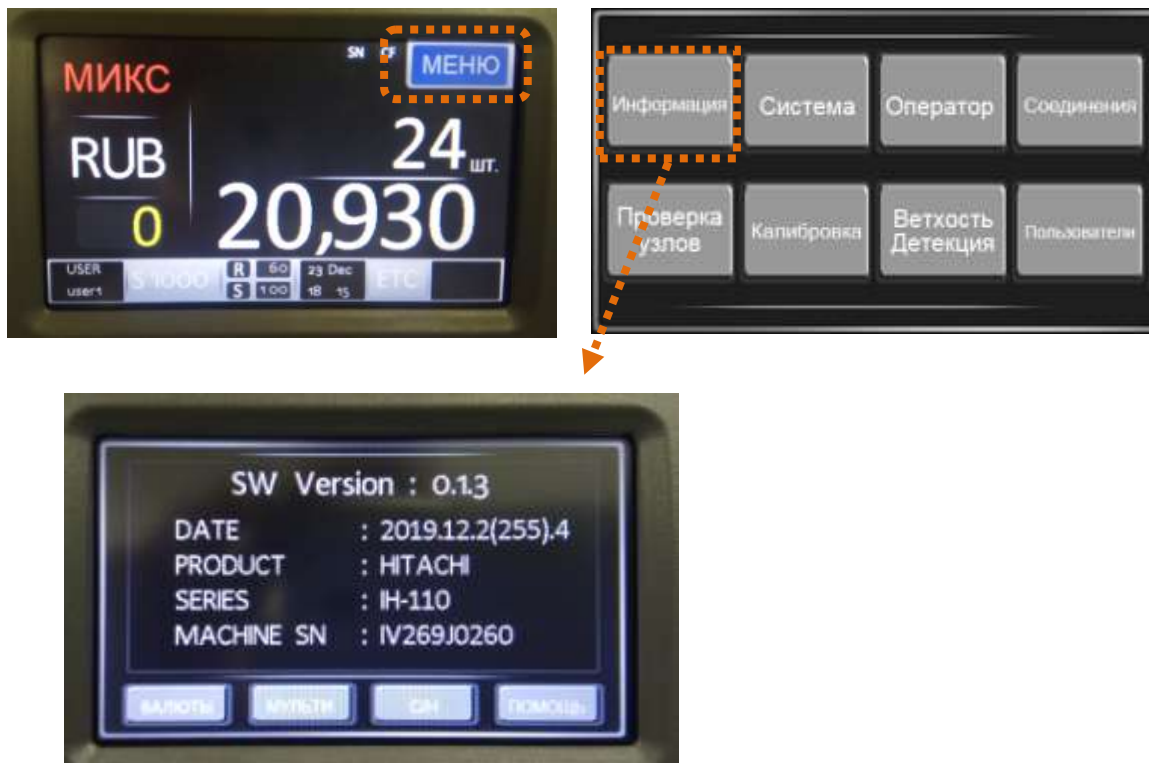 SN CF МЕНЮ
МИКС
RUB
24 шт.
0
20,930
USER
user1
S 1000
R 60
S 100
23 Dec
18 15
ETC
Информация Система Оператор Соединения
Проверка узлов
Калибровка
Ветхость Детекция
Пользователи
SW Version : 0.1.3
DATE : 2019.12.2(255).4
PRODUCT : HITACHI
SERIES : IH-110
MACHINE SN : IV269J0260
ВАЛЮТЫ МУЛЬТИ С/Н ПОМОЩЬ